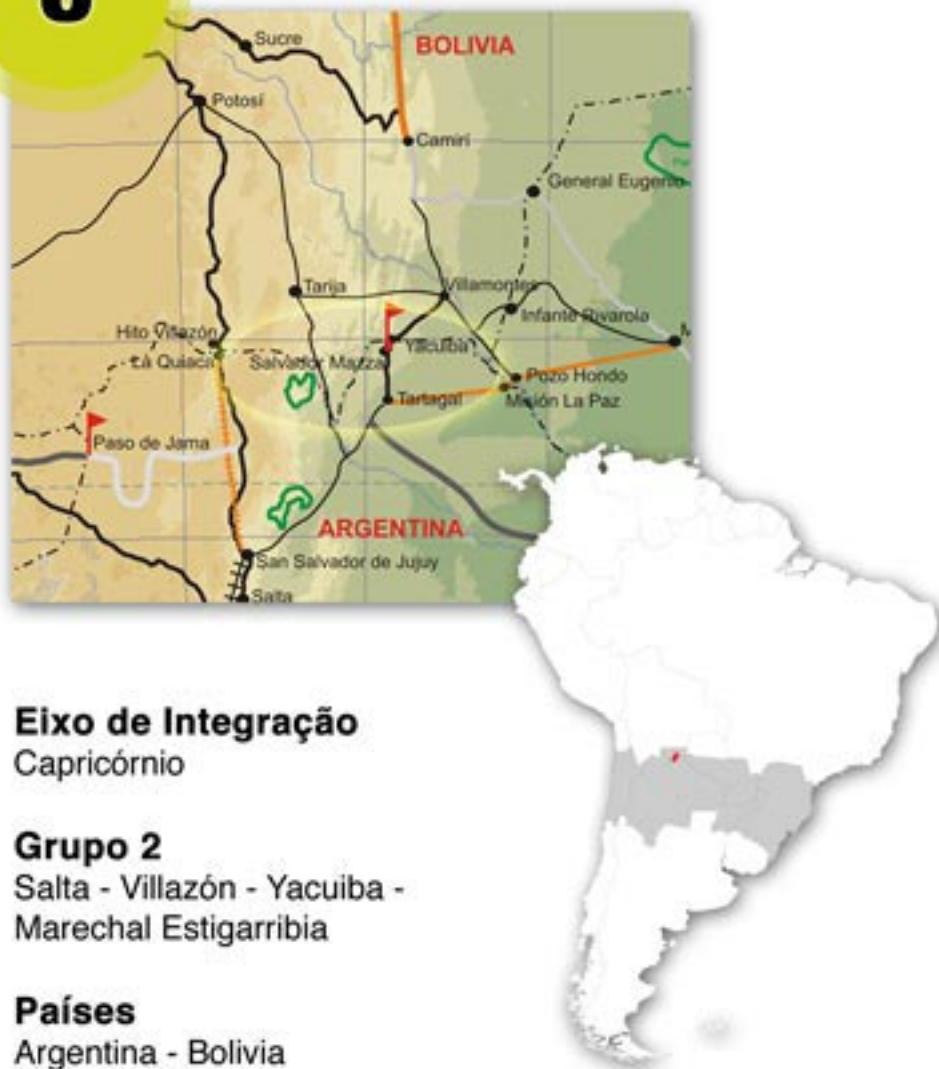 Sucre
BOLIVIA
Potosí
Camirí
General Eugenio
Tarija
Villamontes
Infante Rivarola
Hito Villazón
La Quiaca
Salvador Mazza
Yacuiba
Pozo Hondo
Tartagal
Misión La Paz
Paso de Jama
ARGENTINA
San Salvador de Jujuy
Salta
Eixo de Integração
Capricórnio
Grupo 2
Salta - Villazón - Yacuiba -
Marechal Estigarribia
Países
Argentina - Bolivia